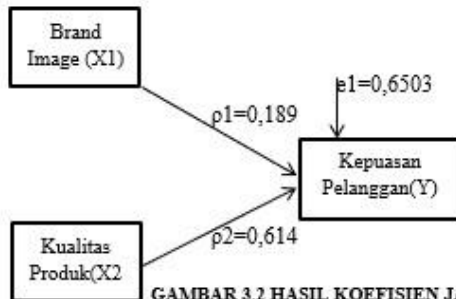 Brand
Image (X1)
e1=0,6503
ρ1=0,189
Kepuasan
Pelanggan(Y)
ρ2=0,614
Kualitas
Produk(X2
GAMBAR 3.2 HASIL KOEFISIEN